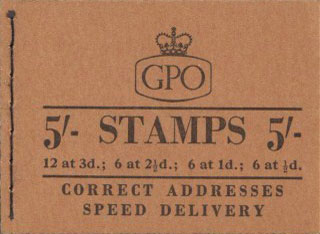 GPO
5/- STAMPS 5/-
12 at 3d.; 6 at 2½d.; 6 at 1d.; 6 at ½d.
CORRECT ADDRESSES
SPEED DELIVERY